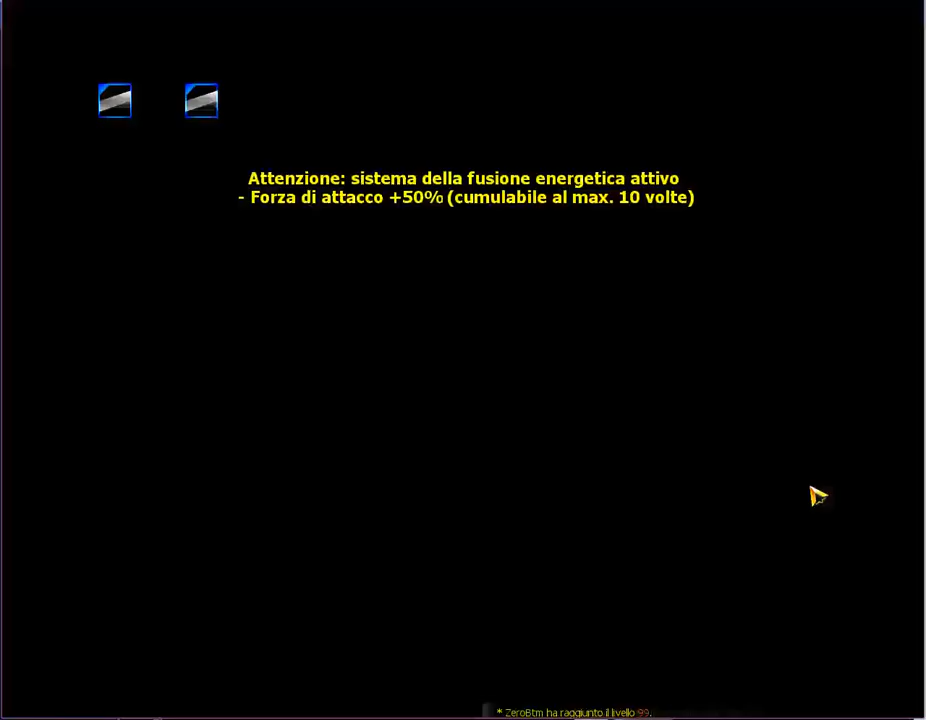 Attenzione: sistema della fusione energetica attivo
- Forza di attacco +50% (cumulabile al max. 10 volte)
* ZeroBtm ha raggiunto il livello 99.